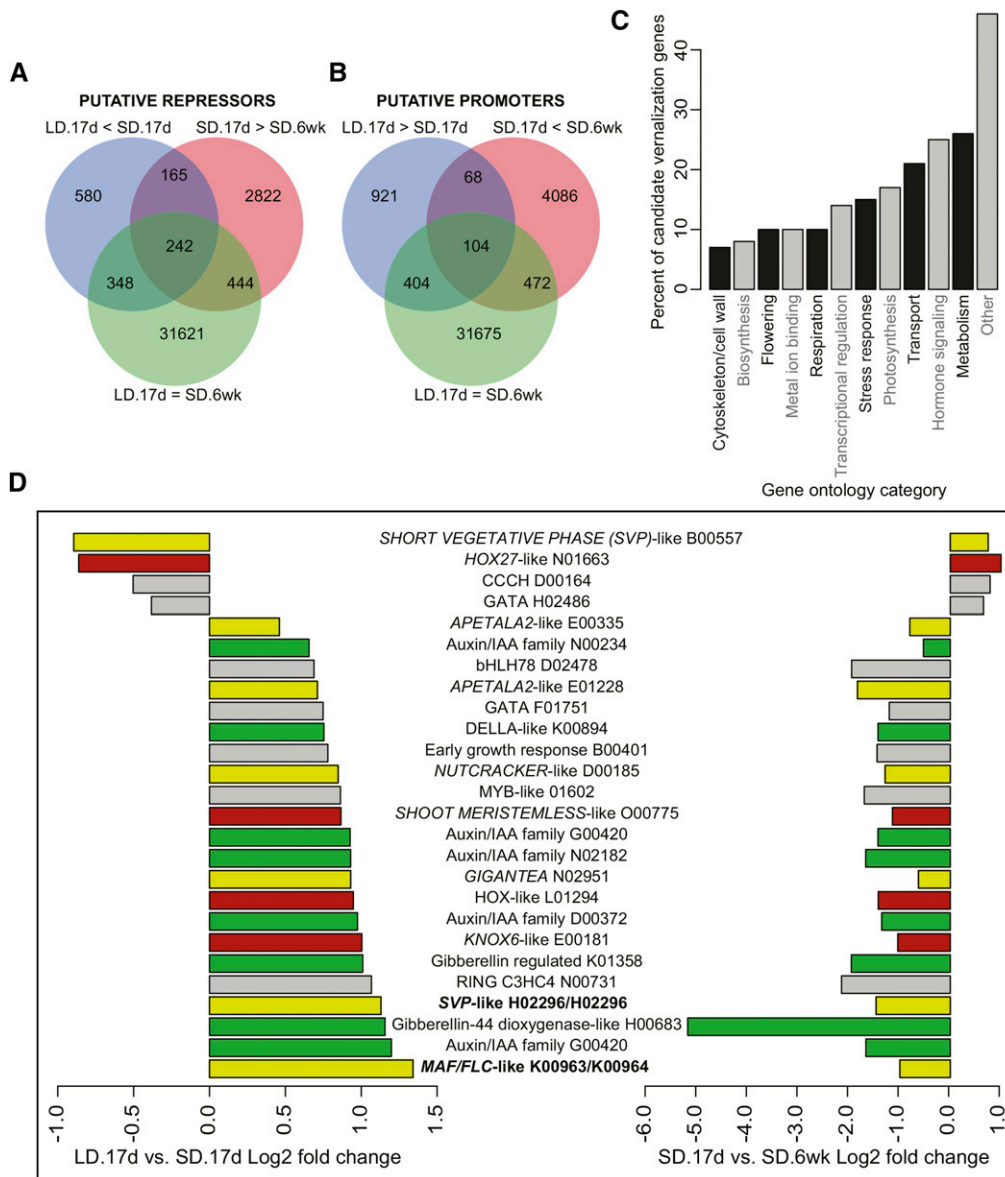 A
PUTATIVE REPRESSORS
LD.17d < SD.17d
SD.17d > SD.6wk
580
165
2822
242
348
444
31621
LD.17d = SD.6wk
B
PUTATIVE PROMOTERS
LD.17d > SD.17d
SD.17d < SD.6wk
921
68
4086
104
404
472
31675
LD.17d = SD.6wk
C
Percent of candidate vernalization genes
40
30
20
10
0
Cytoskeleton/cell wall
Biosynthesis
Flowering
Metal ion binding
Respiration
Transcriptional regulation
Stress response
Photosynthesis
Transport
Hormone signaling
Metabolism
Other
Gene ontology category
D
SHORT VEGETATIVE PHASE (SVP)-like B00557
HOX27-like N01663
CCCH D00164
GATA H02486
APETALA2-like E00335
Auxin/IAA family N00234
bHLH78 D02478
APETALA2-like E01228
GATA F01751
DELLA-like K00894
Early growth response B00401
NUTCRACKER-like D00185
MYB-like 01602
SHOOT MERISTEMLESS-like O00775
Auxin/IAA family G00420
Auxin/IAA family N02182
GIGANTEA N02951
HOX-like L01294
Auxin/IAA family D00372
KNOX6-like E00181
Gibberellin regulated K01358
RING C3HC4 N00731
SVP-like H02296/H02296
Gibberellin-44 dioxygenase-like H00683
Auxin/IAA family G00420
MAF/FLC-like K00963/K00964
-1.0
-0.5
0.0
0.5
1.0
1.5
LD.17d vs. SD.17d Log2 fold change
-6.0
-5.0
-4.0
-3.0
-2.0
-1.0
0.0
1.0
SD.17d vs. SD.6wk Log2 fold change